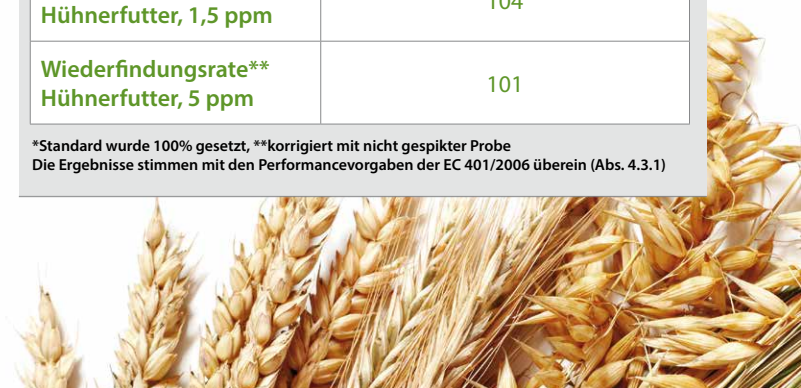 Hühnerfutter, 1,5 ppm
104
Wiederfindungsrate**
Hühnerfutter, 5 ppm
101
*Standard wurde 100% gesetzt, **korrigiert mit nicht gespikter Probe
Die Ergebnisse stimmen mit den Performancevorgaben der EC 401/2006 überein (Abs. 4.3.1)